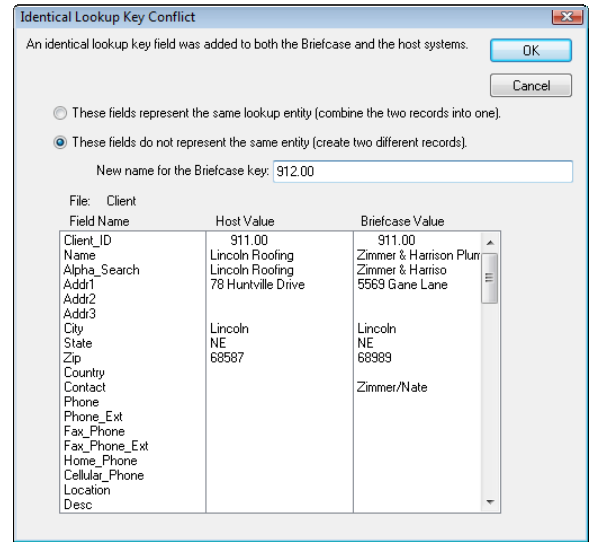 Identical Lookup Key Conflict
An identical lookup key field was added to both the Briefcase and the host systems.
OK
Cancel
These fields represent the same lookup entity (combine the two records into one).
These fields do not represent the same entity (create two different records).
New name for the Briefcase key: 912.00
File: Client
Field Name Host Value Briefcase Value
Client_ID 911.00 911.00
Name Lincoln Roofing Zimmer & Harrison Plum
Alpha_Search Lincoln Roofing Zimmer & Harriso
Addr1 78 Huntville Drive 5569 Gane Lane
Addr2
Addr3
City Lincoln Lincoln
State NE NE
Zip 68587 68989
Country
Contact Zimmer/Nate
Phone
Phone_Ext
Fax_Phone
Fax_Phone_Ext
Home_Phone
Cellular_Phone
Location
Desc